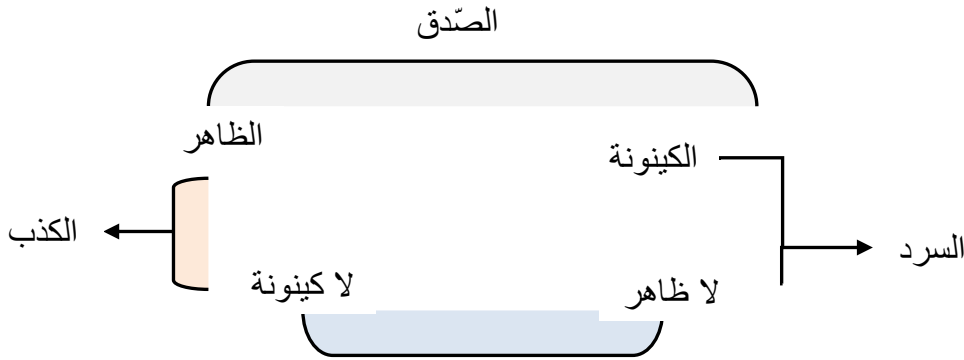 الصّدق
الظاهر
الكينونة
الكذب
السرد
لا كينونة
لا ظاهر